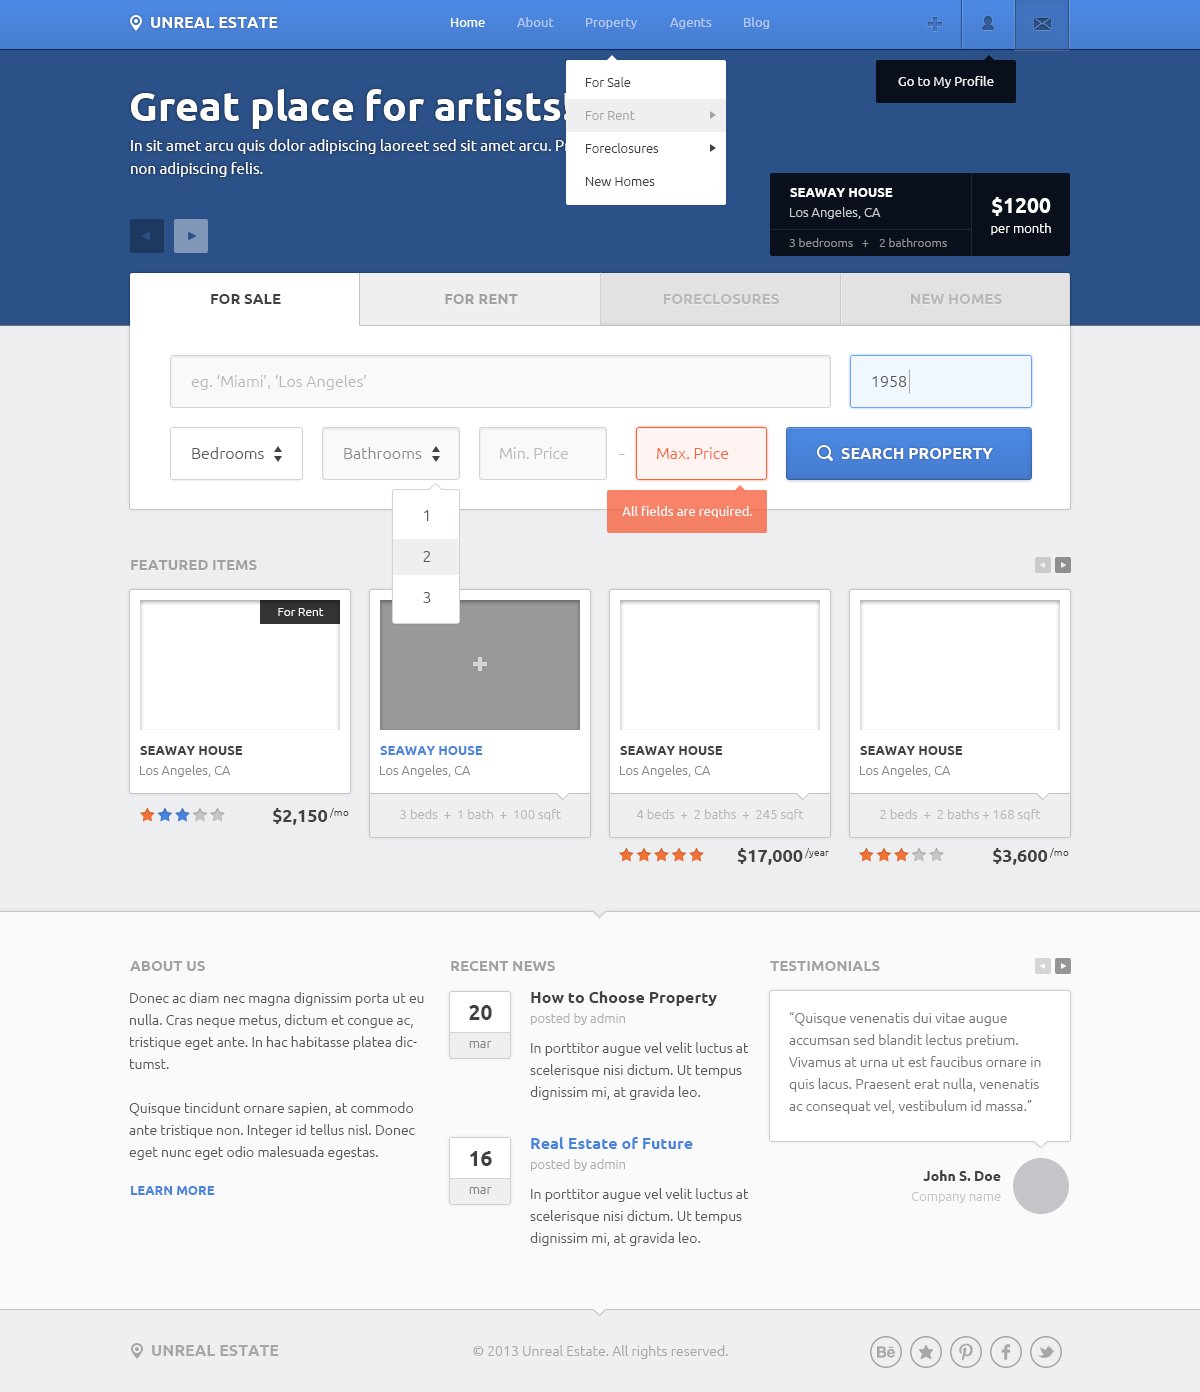 UNREAL ESTATE
Home About Property Agents Blog
For Sale
For Rent
Foreclosures
New Homes
Go to My Profile
Great place for artists!
In sit amet arcu quis dolor adipiscing laoreet sed sit amet arcu.
non adipiscing felis.
SEAWAY HOUSE
Los Angeles, CA
3 bedrooms + 2 bathrooms
$1200
per month
FOR SALE FOR RENT FORECLOSURES NEW HOMES
eg. ‘Miami’, ‘Los Angeles’ 1958
Bedrooms Bathrooms Min. Price - Max. Price SEARCH PROPERTY
1
2
3
All fields are required.
FEATURED ITEMS
For Rent
SEAWAY HOUSE
Los Angeles, CA
$2,150 /mo
SEAWAY HOUSE
Los Angeles, CA
3 beds + 1 bath + 100 sqft
SEAWAY HOUSE
Los Angeles, CA
4 beds + 2 baths + 245 sqft
$17,000 /year
SEAWAY HOUSE
Los Angeles, CA
2 beds + 2 baths + 168 sqft
$3,600 /mo
ABOUT US
Donec ac diam nec magna dignissim porta ut eu
nulla. Cras neque metus, dictum et congue ac,
tristique eget ante. In hac habitasse platea dic-
tumst.
Quisque tincidunt ornare sapien, at commodo
ante tristique non. Integer id tellus nisl. Donec
eget nunc eget odio malesuada egestas.
LEARN MORE
RECENT NEWS
20
mar
How to Choose Property
posted by admin
In porttitor augue vel velit luctus at
scelerisque nisi dictum. Ut tempus
dignissim mi, at gravida leo.
16
mar
Real Estate of Future
posted by admin
In porttitor augue vel velit luctus at
scelerisque nisi dictum. Ut tempus
dignissim mi, at gravida leo.
TESTIMONIALS
“Quisque venenatis dui vitae augue
accumsan sed blandit lectus pretium.
Vivamus at urna ut est faucibus ornare in
quis lacus. Praesent erat nulla, venenatis
ac consequat vel, vestibulum id massa.”
John S. Doe
Company name
UNREAL ESTATE
© 2013 Unreal Estate. All rights reserved.
Bē